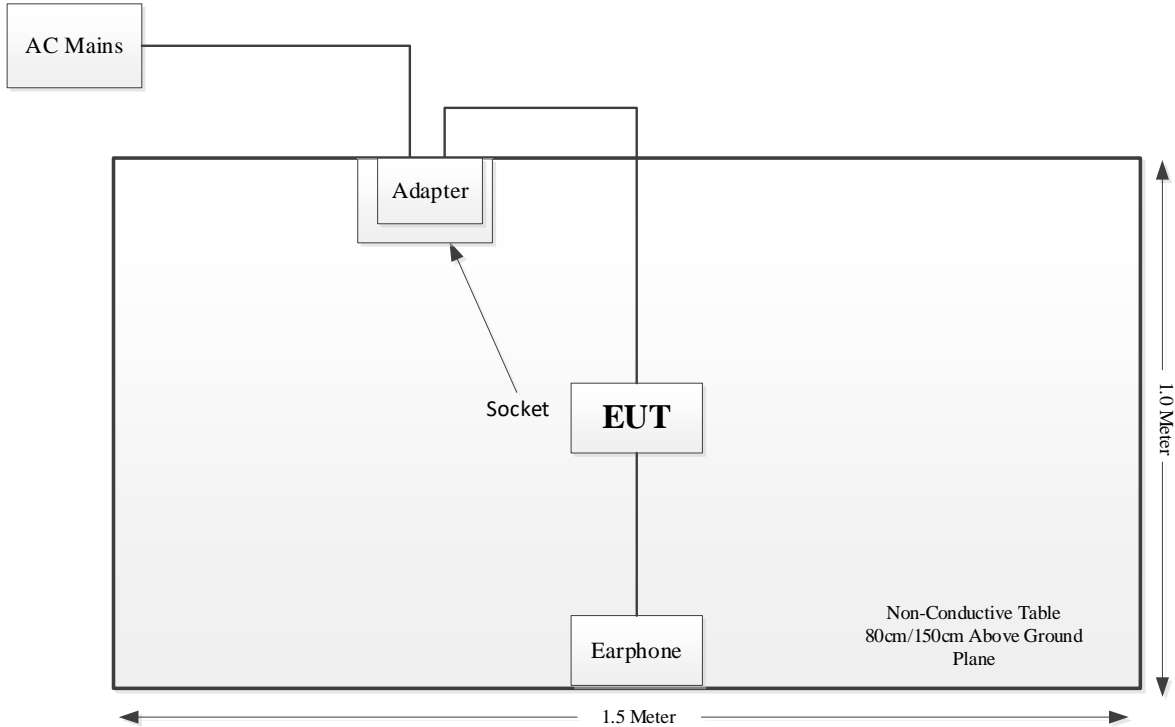 AC Mains
Adapter
Socket
EUT
1.0 Meter
Earphone
Non-Conductive Table
80cm/150cm Above Ground
Plane
1.5 Meter